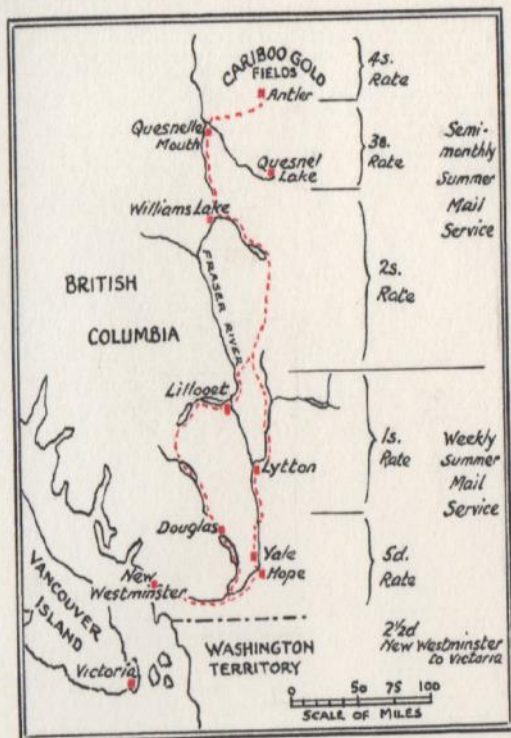 CARIBOO GOLD
FIELDS
Antler
4s.
Rate
Quesnelle
Mouth
Quesnel
Lake
3s.
Rate
Semi-
monthly
Summer
Mail
Service
Williams Lake
2s.
Rate
FRASER RIVER
BRITISH
COLUMBIA
Lillooet
Lytton
1s.
Rate
Weekly
Summer
Mail
Service
Douglas
Yale
Hope
5d.
Rate
New
Westminster
VANCOUVER
ISLAND
Victoria
WASHINGTON
TERRITORY
2½d
New Westminster
to Victoria
0 50 75 100
SCALE OF MILES